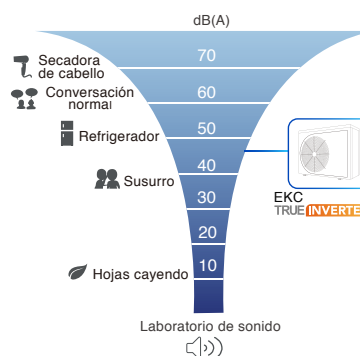 dB(A)
70
Secadora
de cabello
60
Conversación
normal
50
Refrigerador
40
Susurro
30
20
10
Hojas cayendo
EKC
TRUE INVERTE
Laboratorio de sonido